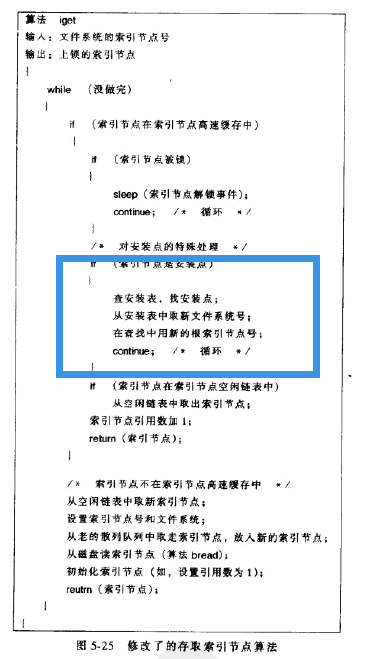 算法 iget
输入：文件系统的索引节点号
输出：上锁的索引节点
{
while （没做完）
{
if （索引节点在索引节点高速缓存中）
{
if （索引节点被锁）
{
sleep（索引节点解锁事件）；
continue； /* 循环 */
}
/* 对安装点的特殊处理 */
if （索引节点是安装点）
{
查安装表，找安装点；
从安装表中取新文件系统号；
在查找中用新的根索引节点号；
continue； /* 循环 */
}
if （索引节点在索引节点空闲链表中）
从空闲链表中取出索引节点；
索引节点引用数加1；
return（索引节点）；
}
/* 索引节点不在索引节点高速缓存中 */
从空闲链表中取新索引节点；
设置索引节点号和文件系统；
从老的散列队列中取走索引节点，放入新的索引节点；
从磁盘读索引节点（算法 bread）；
初始化索引节点（如，设置引用数为1）；
reutrn（索引节点）；
}
}
图 5-25 修改了的存取索引节点算法